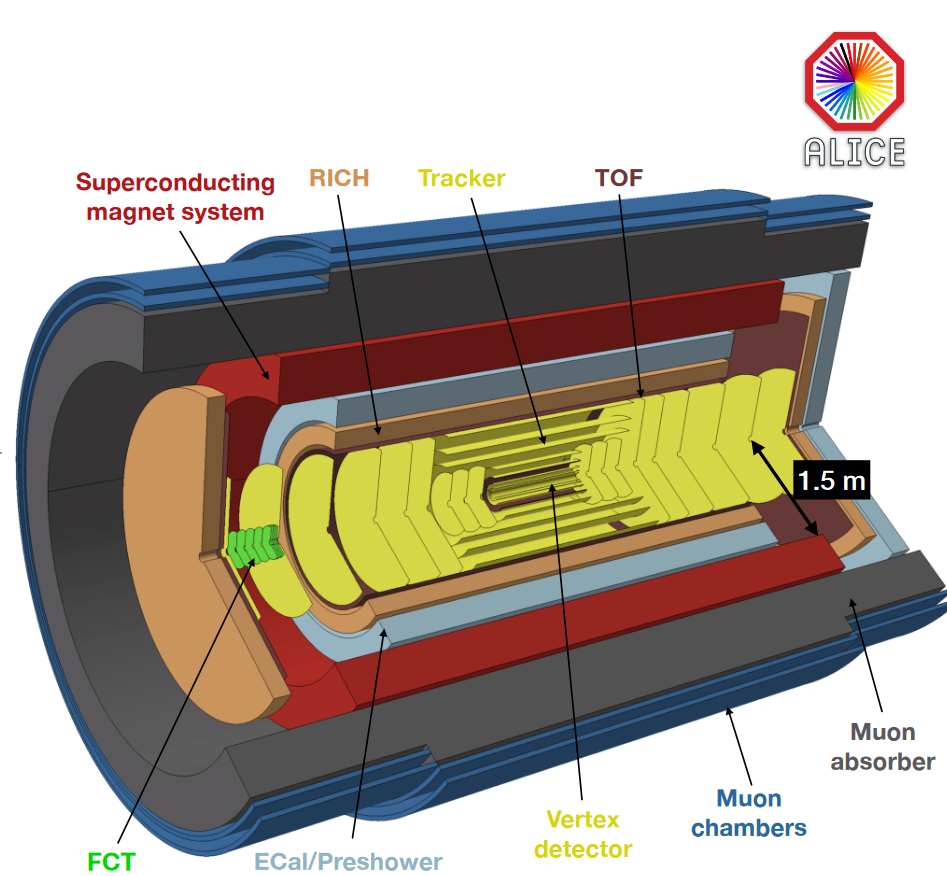 ALICE
Superconducting
magnet system
RICH
Tracker
TOF
1.5 m
Muon
absorber
Muon
chambers
Vertex
detector
ECal/Preshower
FCT